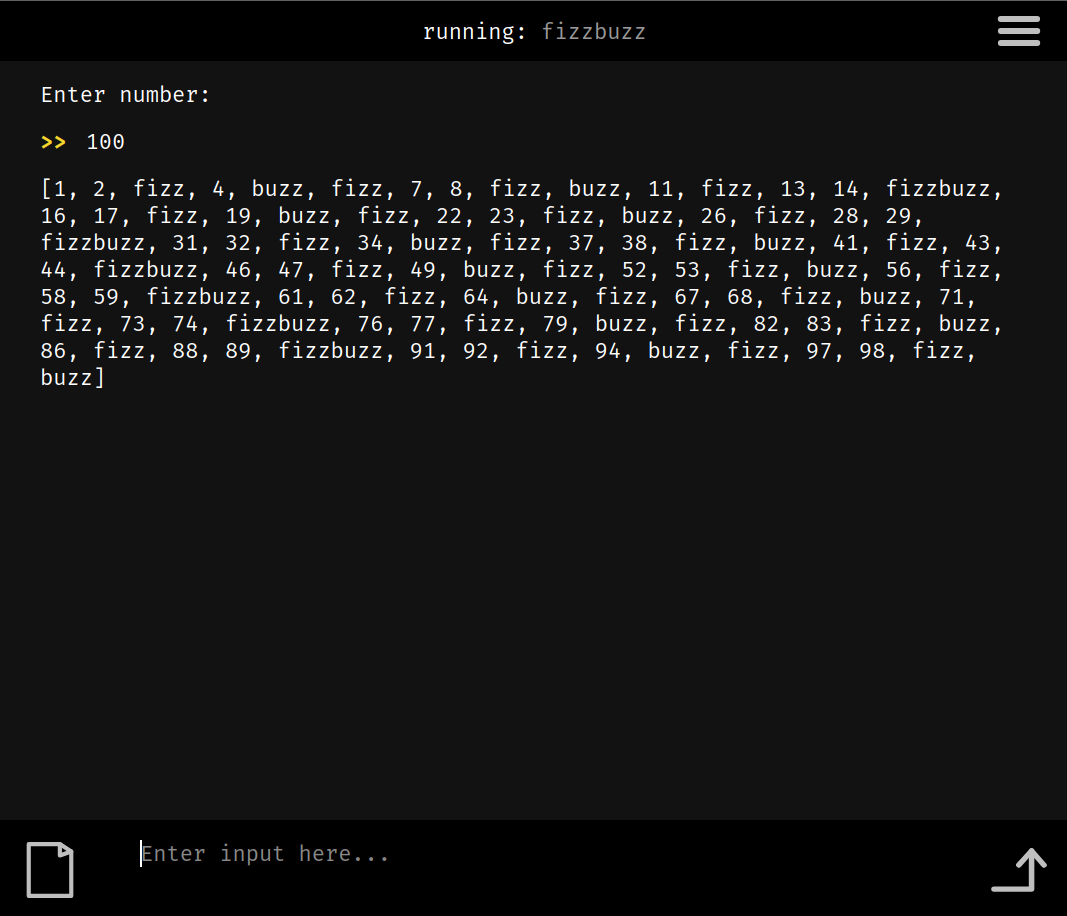 running: fizzbuzz
Enter number:
>> 100
[1, 2, fizz, 4, buzz, fizz, 7, 8, fizz, buzz, 11, fizz, 13, 14, fizzbuzz,
16, 17, fizz, 19, buzz, fizz, 22, 23, fizz, buzz, 26, fizz, 28, 29,
fizzbuzz, 31, 32, fizz, 34, buzz, fizz, 37, 38, fizz, buzz, 41, fizz, 43,
44, fizzbuzz, 46, 47, fizz, 49, buzz, fizz, 52, 53, fizz, buzz, 56, fizz,
58, 59, fizzbuzz, 61, 62, fizz, 64, buzz, fizz, 67, 68, fizz, buzz, 71,
fizz, 73, 74, fizzbuzz, 76, 77, fizz, 79, buzz, fizz, 82, 83, fizz, buzz,
86, fizz, 88, 89, fizzbuzz, 91, 92, fizz, 94, buzz, fizz, 97, 98, fizz,
buzz]
Enter input here...